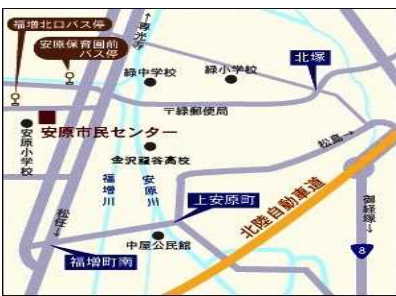 福増北口バス停
安原保育園前
バス停
↑専光寺
緑中学校
緑小学校
北塚
〒緑郵便局
安原市民センター
安原小学校
金沢龍谷高校
松島→
福増川
安原川
上安原町
北陸自動車道
御経塚↓
松任↓
中屋公民館
福増町南
8